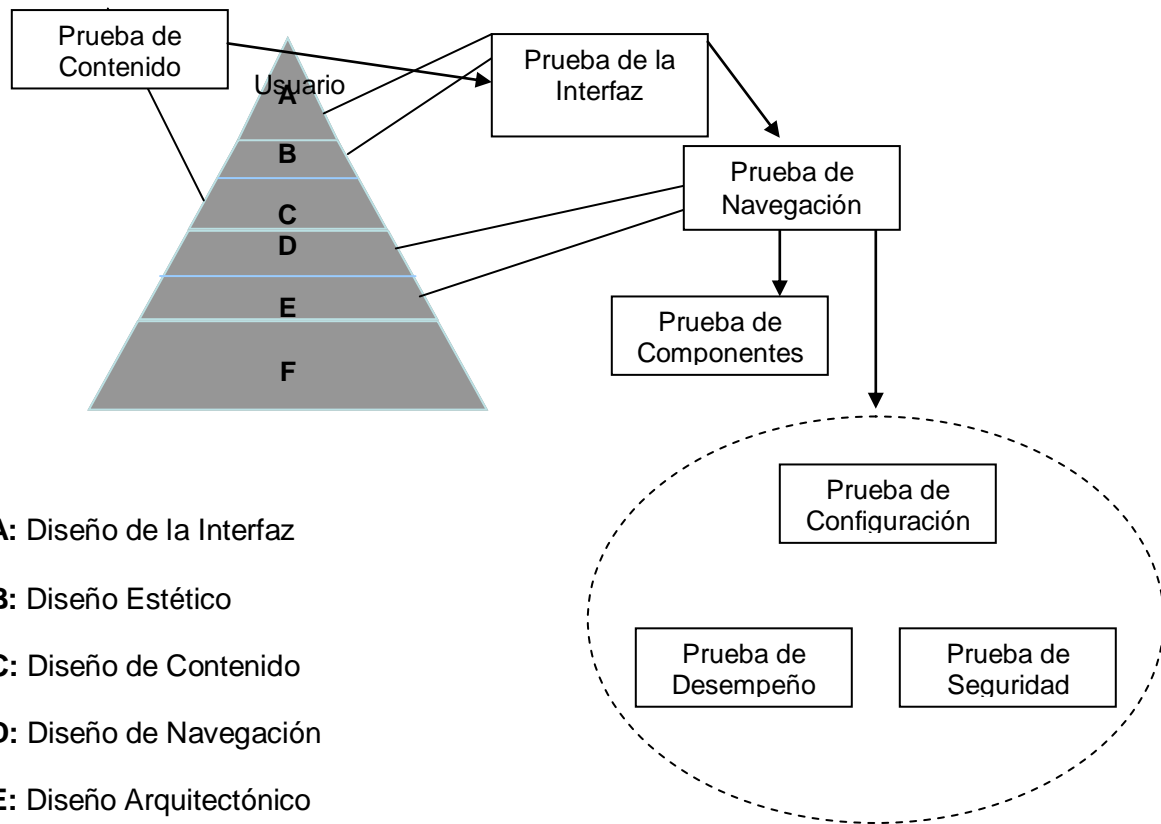 Prueba de
Contenido
Usuario
A
B
C
D
E
F
Prueba de la
Interfaz
Prueba de
Navegación
Prueba de
Componentes
Prueba de
Configuración
Prueba de
Desempeño
Prueba de
Seguridad
A: Diseño de la Interfaz
B: Diseño Estético
C: Diseño de Contenido
D: Diseño de Navegación
E: Diseño Arquitectónico